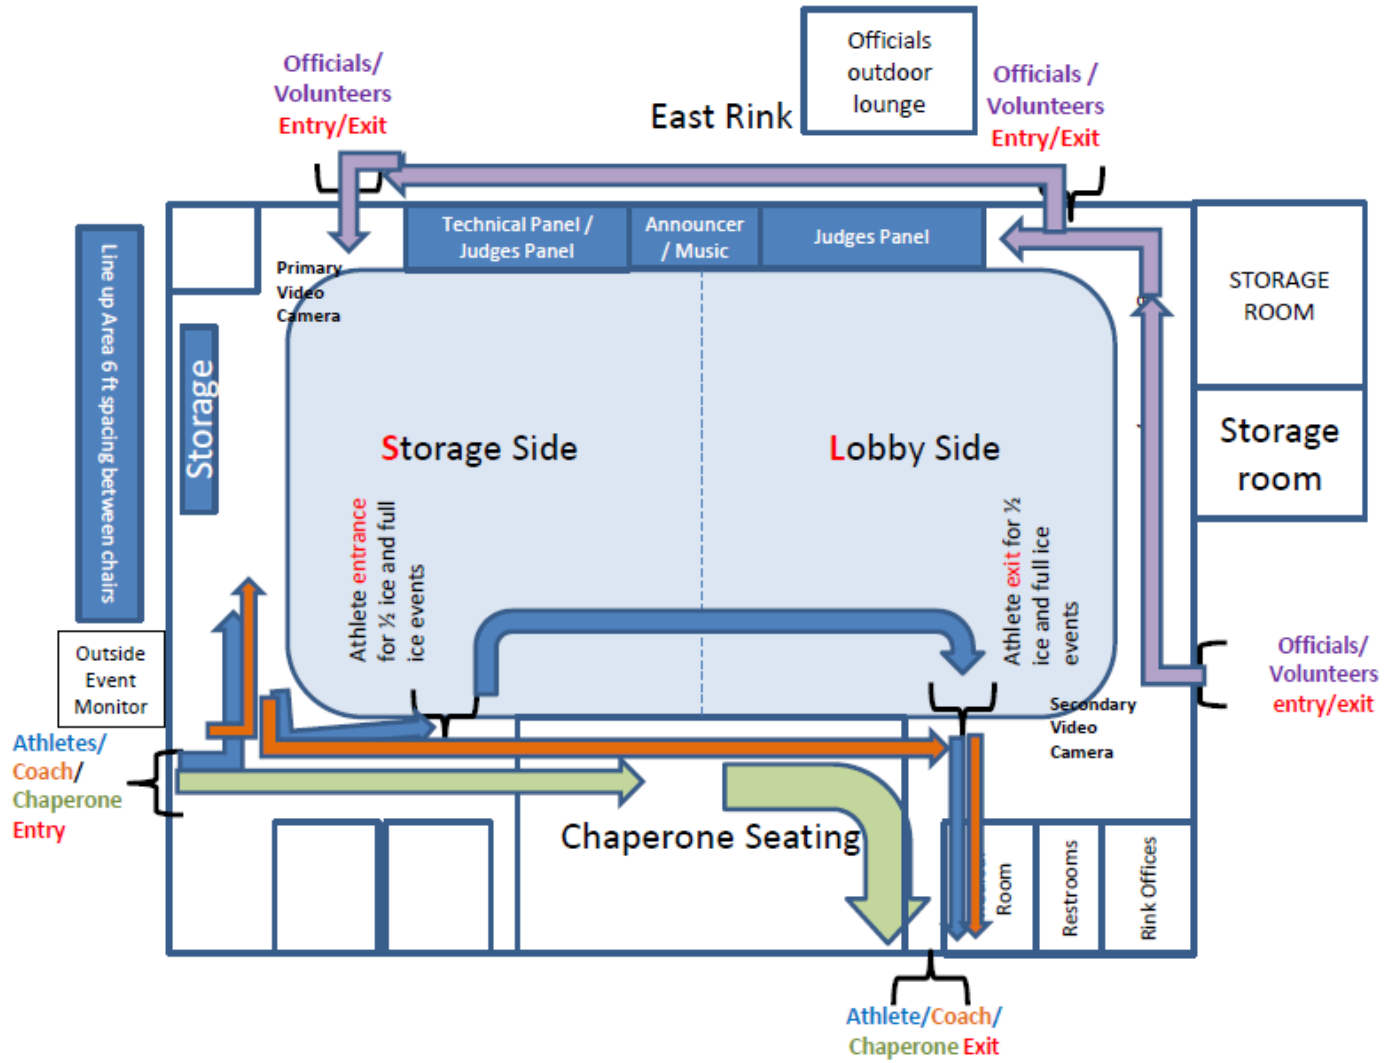 Officials
outdoor
lounge
Officials/
Volunteers
Entry/Exit
Officials /
Volunteers
Entry/Exit
East Rink
Technical Panel /
Judges Panel
Announcer
/ Music
Judges Panel
Primary
Video
Camera
STORAGE
ROOM
Storage
room
Line up Area 6 ft spacing between chairs
Storage
Storage Side
Lobby Side
Athlete entrance
for ½ ice and full
ice events
Athlete exit for ½
ice and full ice
events
Outside
Event
Monitor
Officials/
Volunteers
entry/exit
Secondary
Video
Camera
Athletes/
Coach/
Chaperone
Entry
Chaperone Seating
Room
Restrooms
Rink Offices
Athlete/Coach/
Chaperone Exit